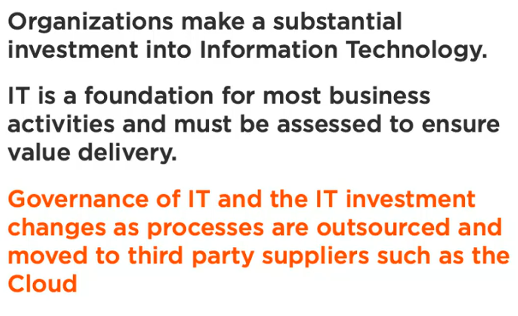 Organizations make a substantial
investment into Information Technology.
IT is a foundation for most business
activities and must be assessed to ensure
value delivery.
Governance of IT and the IT investment
changes as processes are outsourced and
moved to third party suppliers such as the
Cloud